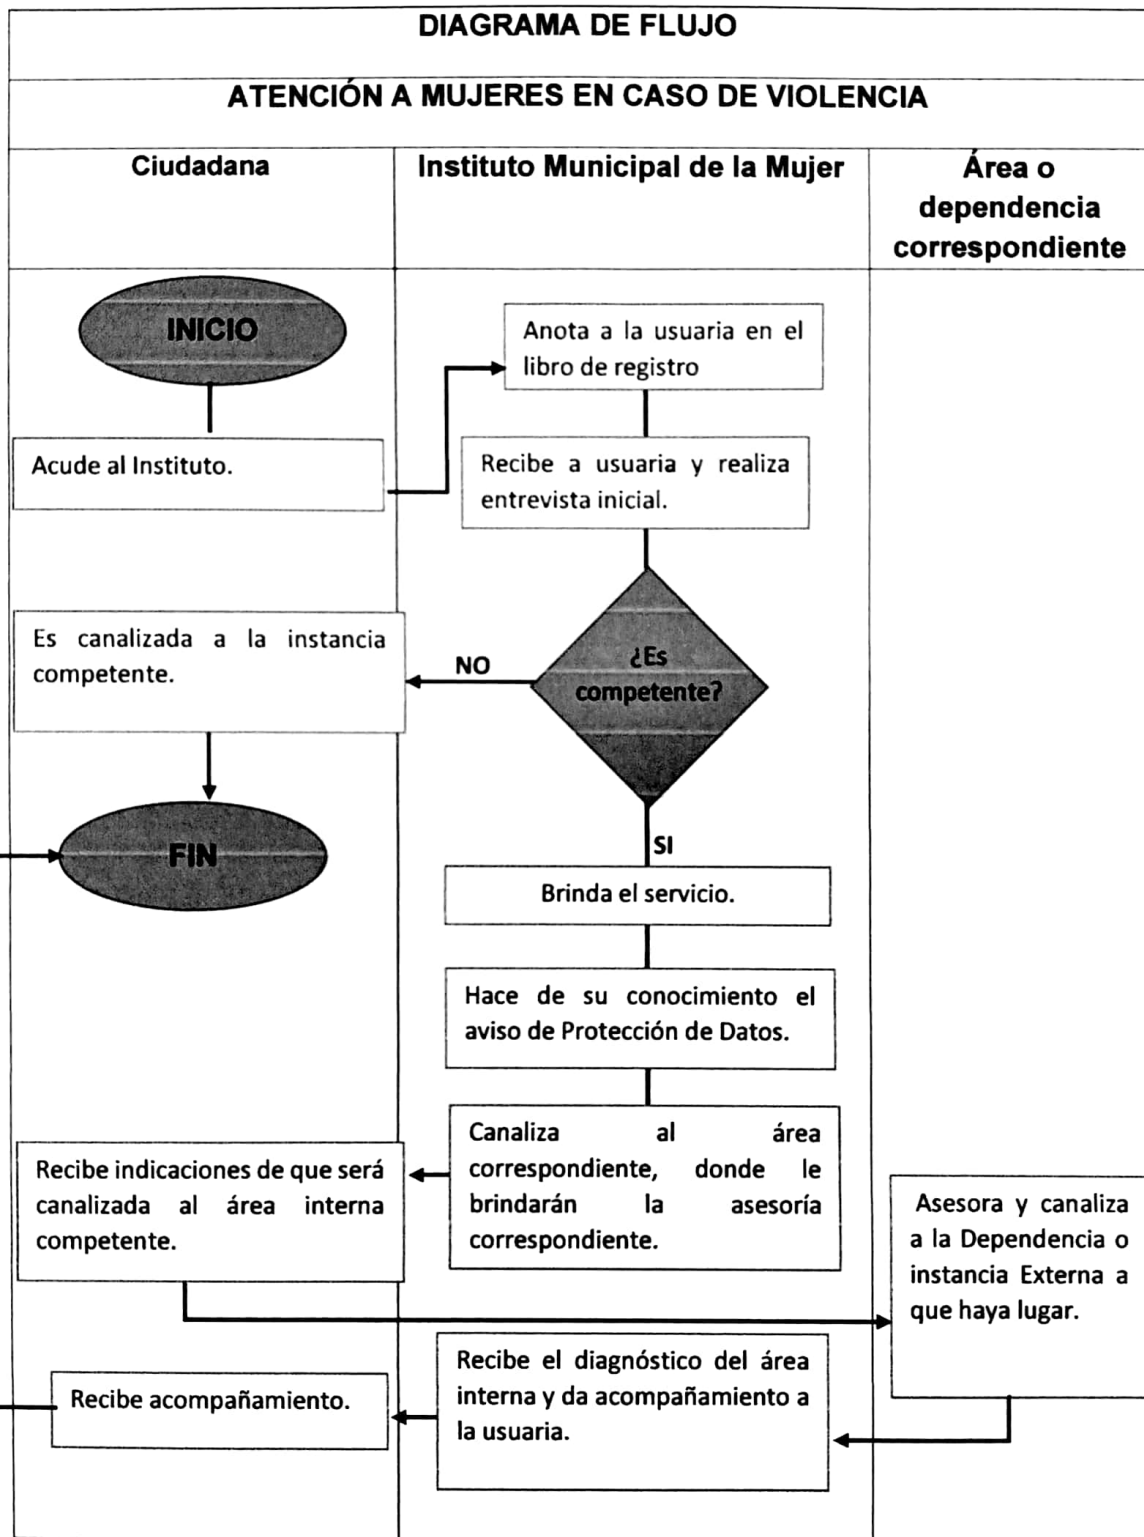 DIAGRAMA DE FLUJO
ATENCIÓN A MUJERES EN CASO DE VIOLENCIA
Ciudadana
Instituto Municipal de la Mujer
Área o
dependencia
correspondiente
INICIO
Acude al Instituto.
Anota a la usuaria en el
libro de registro
Recibe a usuaria y realiza
entrevista inicial.
¿Es
competente?
NO
Es canalizada a la instancia
competente.
FIN
SI
Brinda el servicio.
Hace de su conocimiento el
aviso de Protección de Datos.
Canaliza al área
correspondiente, donde le
brindarán la asesoría
correspondiente.
Recibe indicaciones de que será
canalizada al área interna
competente.
Asesora y canaliza
a la Dependencia o
instancia Externa a
que haya lugar.
Recibe el diagnóstico del área
interna y da acompañamiento a
la usuaria.
Recibe acompañamiento.